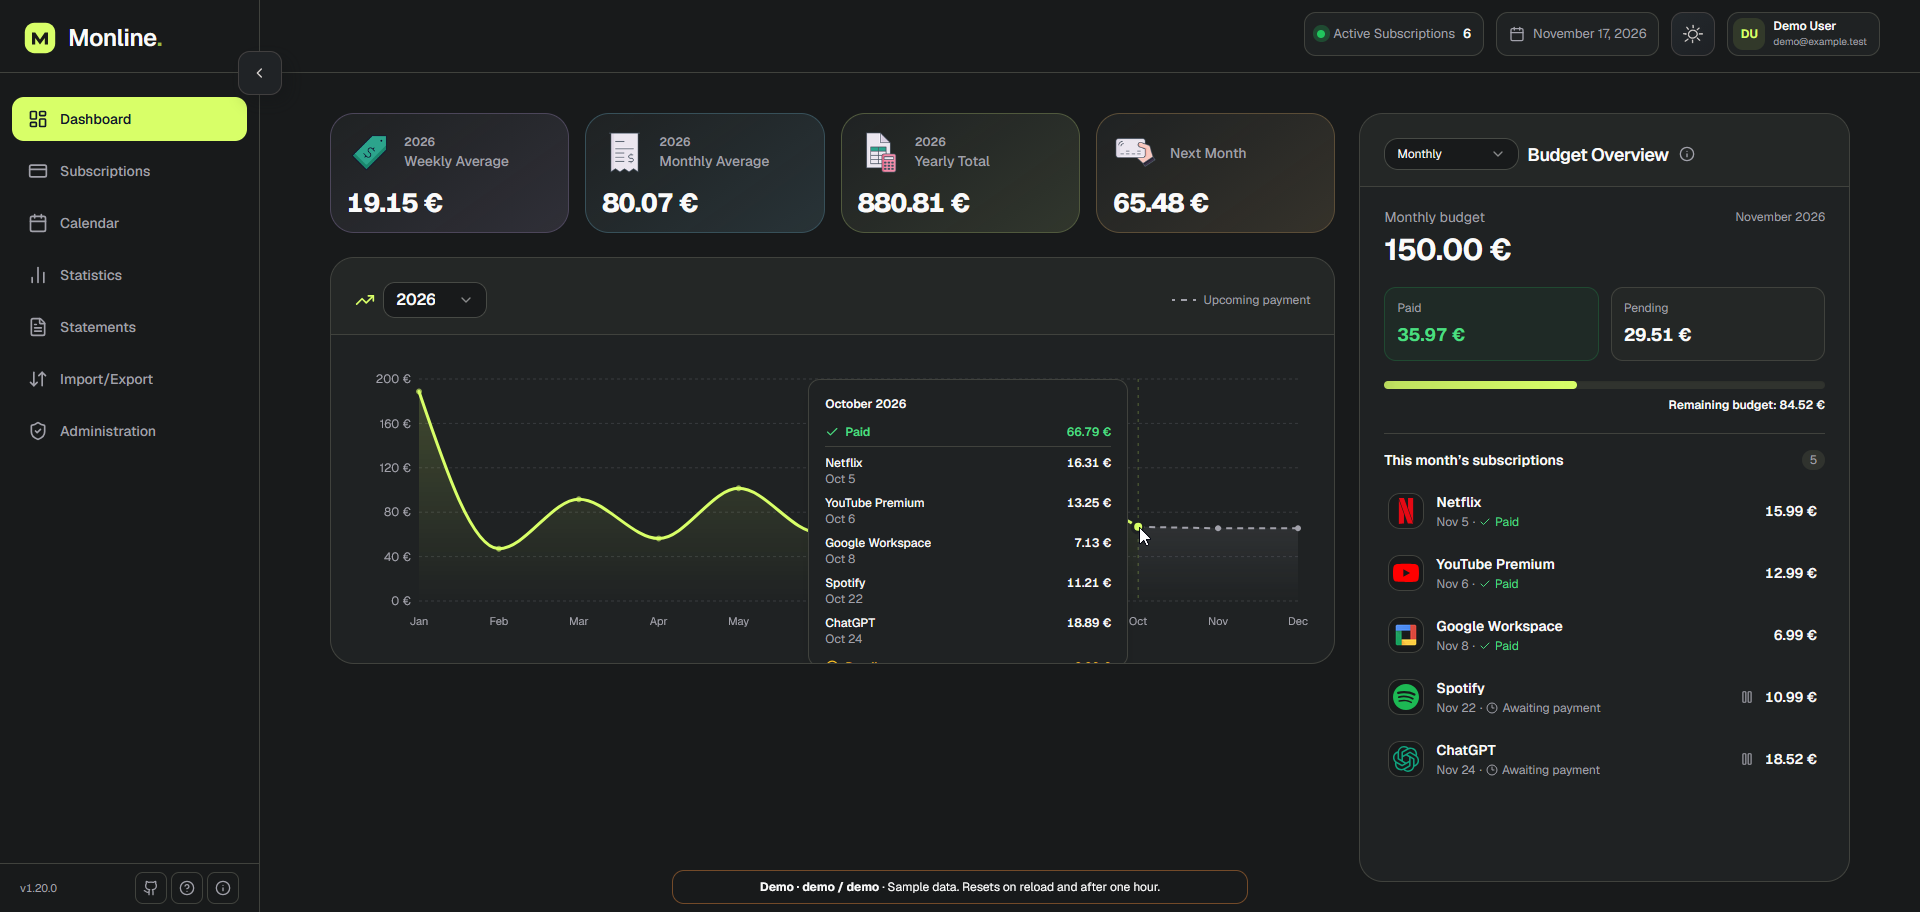 Monline.
Active Subscriptions 6
November 17, 2026
DU
Demo User
demo@example.test
Dashboard
Subscriptions
Calendar
Statistics
Statements
Import/Export
Administration
v1.20.0
2026
Weekly Average
19.15 €
2026
Monthly Average
80.07 €
2026
Yearly Total
880.81 €
Next Month
65.48 €
2026
Upcoming payment
200 €
160 €
120 €
80 €
40 €
0 €
Jan
Feb
Mar
Apr
May
Oct
Nov
Dec
October 2026
Paid 66.79 €
Netflix 16.31 €
Oct 5
YouTube Premium 13.25 €
Oct 6
Google Workspace 7.13 €
Oct 8
Spotify 11.21 €
Oct 22
ChatGPT 18.89 €
Oct 24
Monthly
Budget Overview
Monthly budget
November 2026
150.00 €
Paid
35.97 €
Pending
29.51 €
Remaining budget: 84.52 €
This month's subscriptions 5
Netflix
Nov 5 · Paid
15.99 €
YouTube Premium
Nov 6 · Paid
12.99 €
Google Workspace
Nov 8 · Paid
6.99 €
Spotify
Nov 22 · Awaiting payment
10.99 €
ChatGPT
Nov 24 · Awaiting payment
18.52 €
Demo · demo / demo · Sample data. Resets on reload and after one hour.